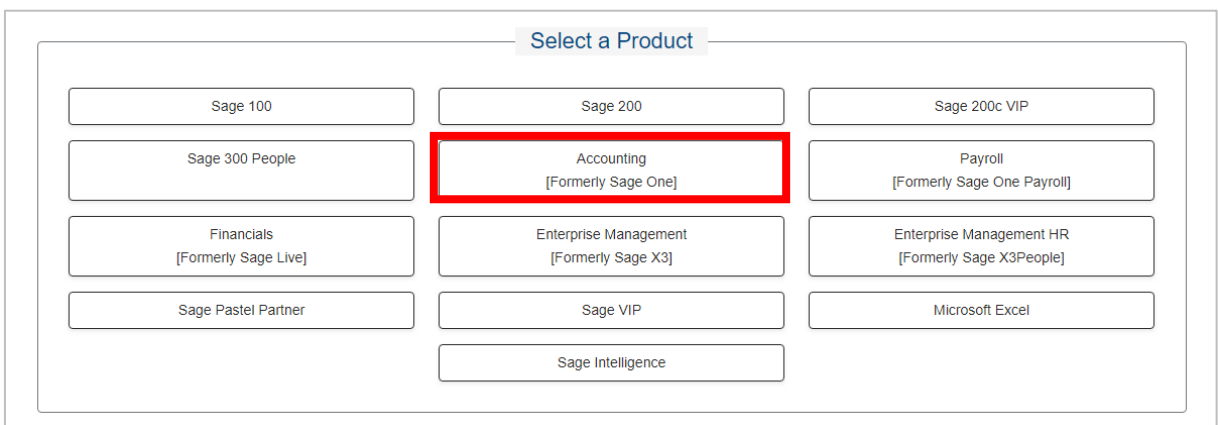 Select a Product
Sage 100
Sage 200
Sage 200c VIP
Sage 300 People
Accounting
[Formerly Sage One]
Payroll
[Formerly Sage One Payroll]
Financials
[Formerly Sage Live]
Enterprise Management
[Formerly Sage X3]
Enterprise Management HR
[Formerly Sage X3People]
Sage Pastel Partner
Sage VIP
Microsoft Excel
Sage Intelligence